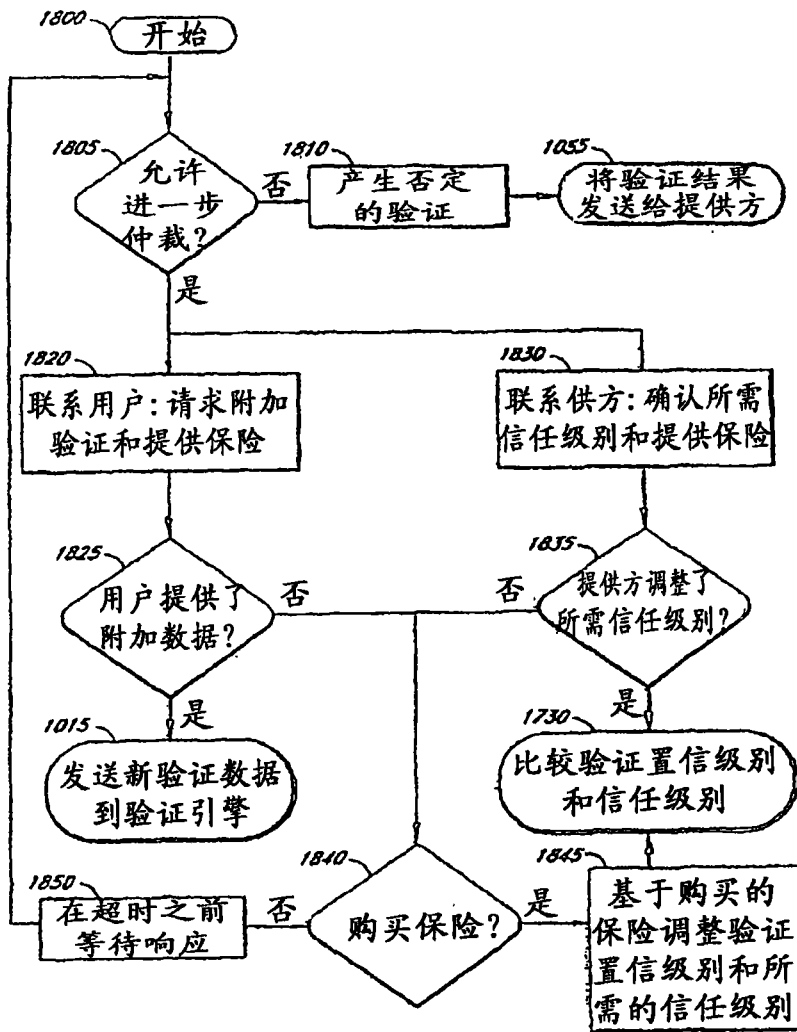 1800
开始
1805
允许
进一步
仲裁？
否
1810
产生否定
的验证
1055
将验证结果
发送给提供方
是
1820
联系用户：请求附加
验证和提供保险
1830
联系供方：确认所需
信任级别和提供保险
1825
用户提供了
附加数据？
否
1835
提供方调整了
所需信任级别？
否
是
1015
发送新验证数据
到验证引擎
是
1730
比较验证置信级别
和信任级别
1840
购买保险？
否
是
1850
在超时之前
等待响应
1845
基于购买的
保险调整验证
置信级别和所
需的信任级别